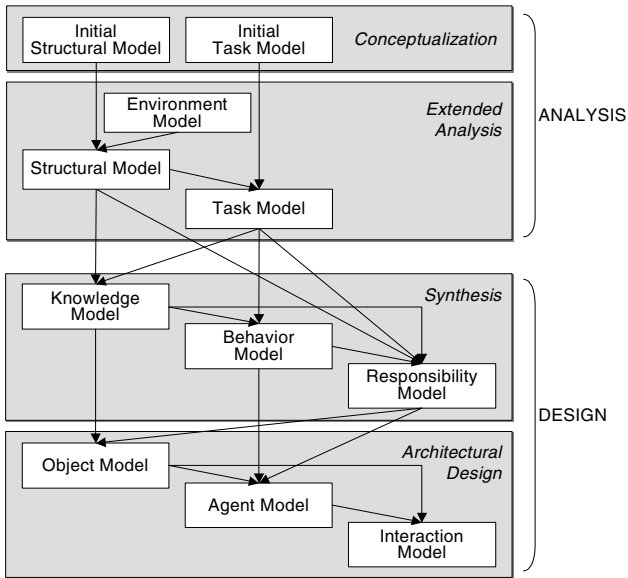 Initial
Structural Model
Initial
Task Model
Conceptualization
Environment
Model
Extended
Analysis
ANALYSIS
Structural Model
Task Model
Knowledge
Model
Synthesis
Behavior
Model
Responsibility
Model
DESIGN
Object Model
Architectural
Design
Agent Model
Interaction
Model